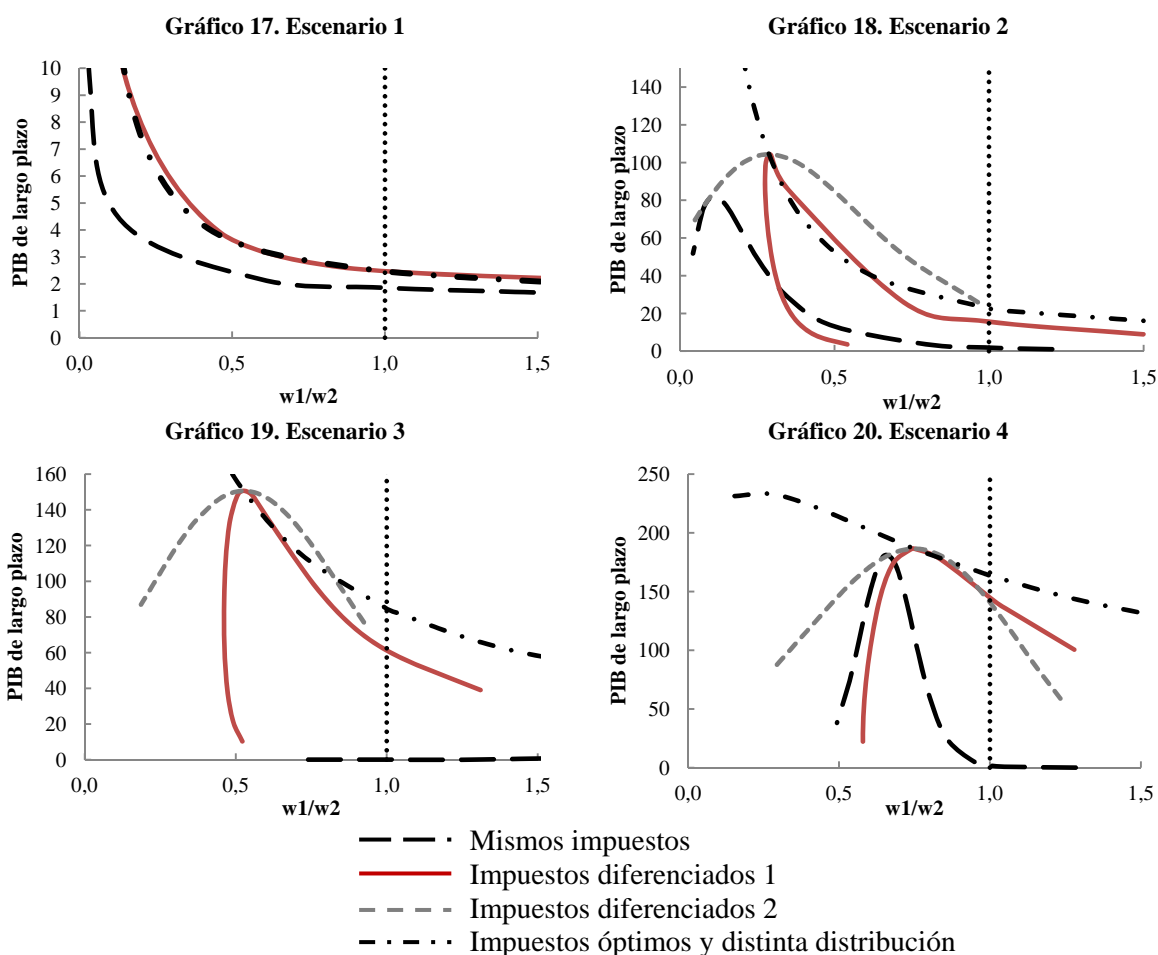 Gráfico 17. Escenario 1
PIB de largo plazo
10
9
8
7
6
5
4
3
2
1
0
0,0 0,5 1,0 1,5
w1/w2
Gráfico 18. Escenario 2
PIB de largo plazo
140
120
100
80
60
40
20
0
0,0 0,5 1,0 1,5
w1/w2
Gráfico 19. Escenario 3
PIB de largo plazo
160
140
120
100
80
60
40
20
0
0,0 0,5 1,0 1,5
w1/w2
Gráfico 20. Escenario 4
PIB de largo plazo
250
200
150
100
50
0
0,0 0,5 1,0 1,5
w1/w2
Mismos impuestos
Impuestos diferenciados 1
Impuestos diferenciados 2
Impuestos óptimos y distinta distribución